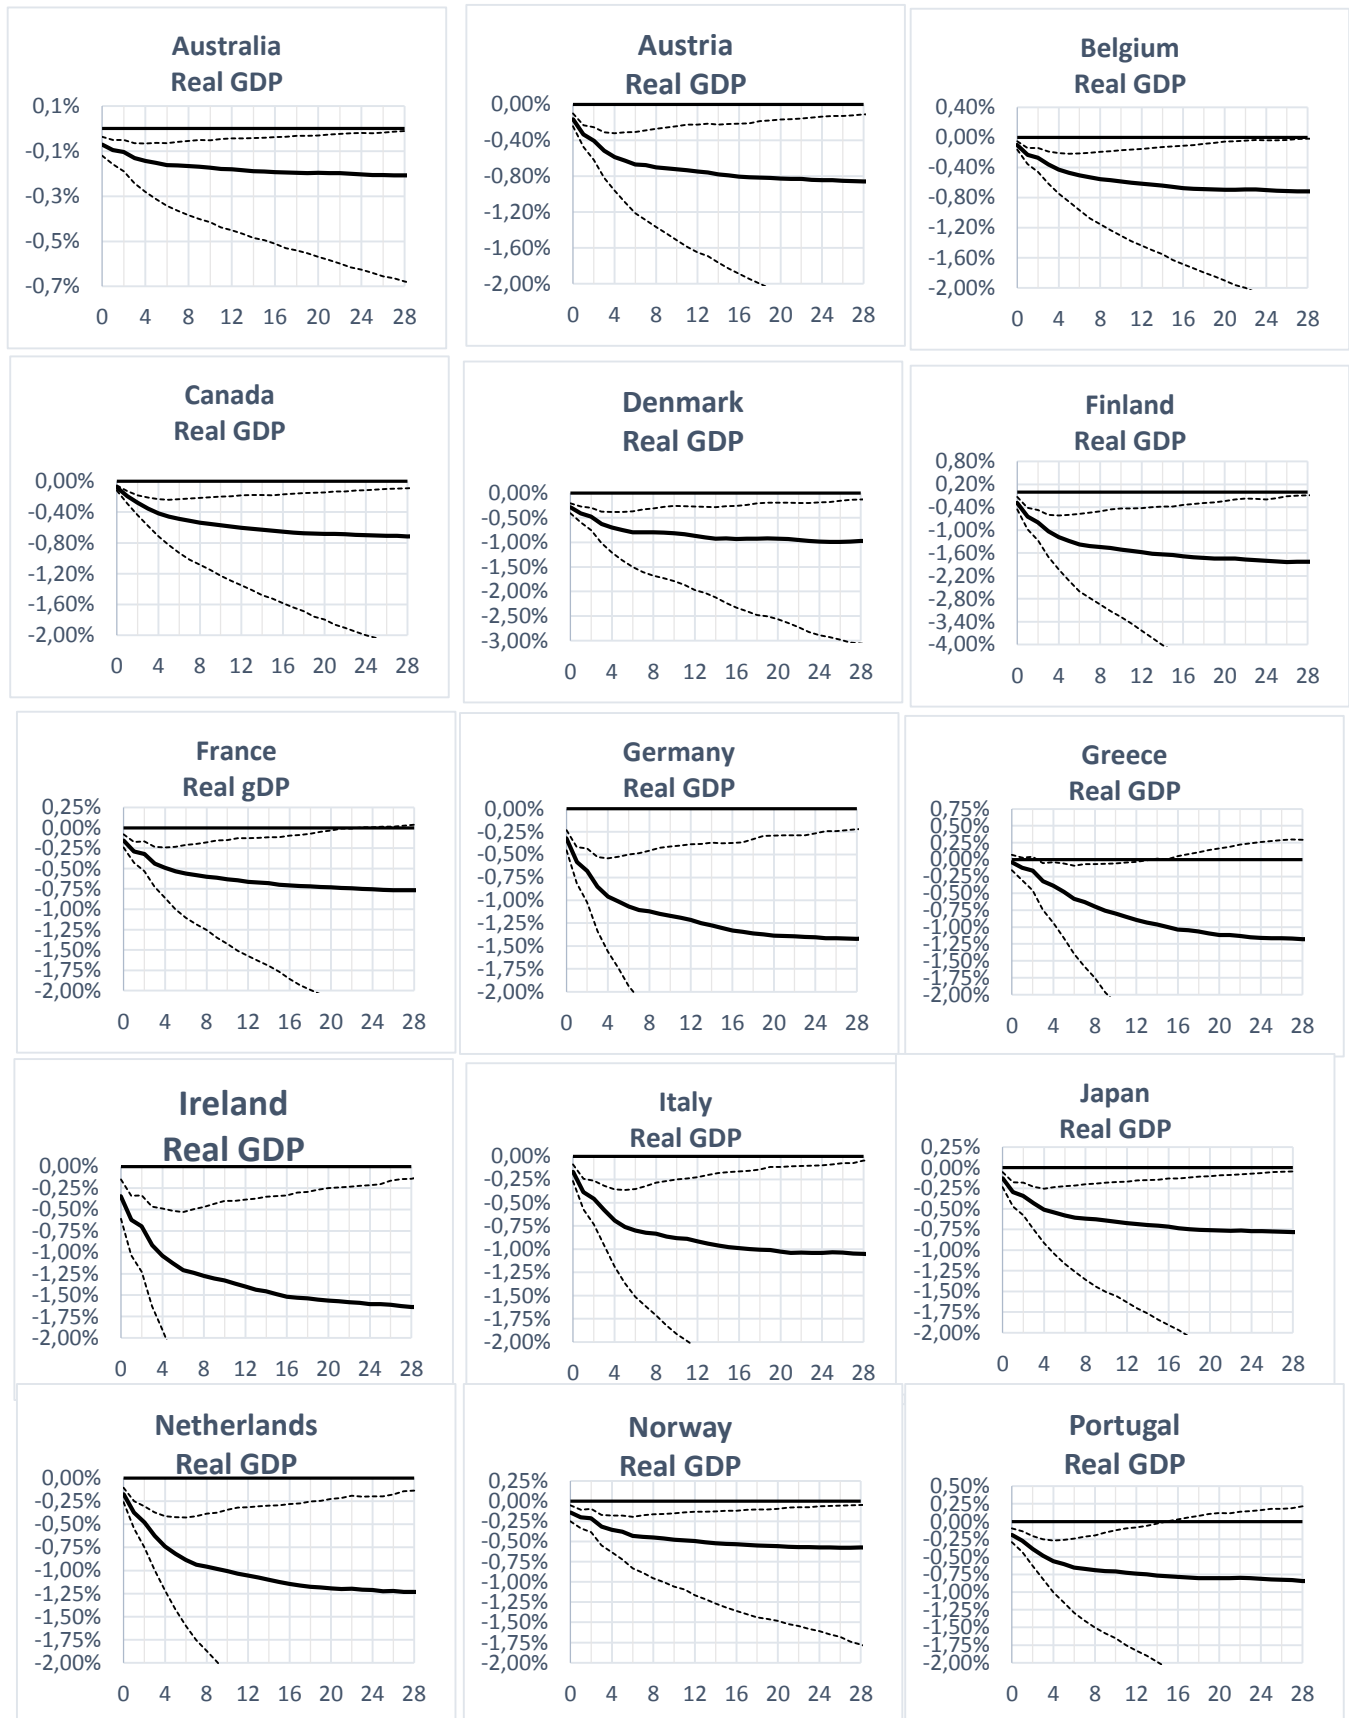 Australia
Real GDP
0,1%
-0,1%
-0,3%
-0,5%
-0,7%
0 4 8 12 16 20 24 28
Austria
Real GDP
0,00%
-0,40%
-0,80%
-1,20%
-1,60%
-2,00%
0 4 8 12 16 20 24 28
Belgium
Real GDP
0,40%
0,00%
-0,40%
-0,80%
-1,20%
-1,60%
-2,00%
0 4 8 12 16 20 24 28
Canada
Real GDP
0,00%
-0,40%
-0,80%
-1,20%
-1,60%
-2,00%
0 4 8 12 16 20 24 28
Denmark
Real GDP
0,00%
-0,50%
-1,00%
-1,50%
-2,00%
-2,50%
-3,00%
0 4 8 12 16 20 24 28
Finland
Real GDP
0,80%
0,20%
-0,40%
-1,00%
-1,60%
-2,20%
-2,80%
-3,40%
-4,00%
0 4 8 12 16 20 24 28
France
Real gDP
0,25%
0,00%
-0,25%
-0,50%
-0,75%
-1,00%
-1,25%
-1,50%
-1,75%
-2,00%
0 4 8 12 16 20 24 28
Germany
Real GDP
0,00%
-0,25%
-0,50%
-0,75%
-1,00%
-1,25%
-1,50%
-1,75%
-2,00%
0 4 8 12 16 20 24 28
Greece
Real GDP
0,75%
0,50%
0,25%
0,00%
-0,25%
-0,50%
-0,75%
-1,00%
-1,25%
-1,50%
-1,75%
-2,00%
0 4 8 12 16 20 24 28
Ireland
Real GDP
0,00%
-0,25%
-0,50%
-0,75%
-1,00%
-1,25%
-1,50%
-1,75%
-2,00%
0 4 8 12 16 20 24 28
Italy
Real GDP
0,00%
-0,25%
-0,50%
-0,75%
-1,00%
-1,25%
-1,50%
-1,75%
-2,00%
0 4 8 12 16 20 24 28
Japan
Real GDP
0,25%
0,00%
-0,25%
-0,50%
-0,75%
-1,00%
-1,25%
-1,50%
-1,75%
-2,00%
0 4 8 12 16 20 24 28
Netherlands
Real GDP
0,00%
-0,25%
-0,50%
-0,75%
-1,00%
-1,25%
-1,50%
-1,75%
-2,00%
0 4 8 12 16 20 24 28
Norway
Real GDP
0,25%
0,00%
-0,25%
-0,50%
-0,75%
-1,00%
-1,25%
-1,50%
-1,75%
-2,00%
0 4 8 12 16 20 24 28
Portugal
Real GDP
0,50%
0,25%
0,00%
-0,25%
-0,50%
-0,75%
-1,00%
-1,25%
-1,50%
-1,75%
-2,00%
0 4 8 12 16 20 24 28